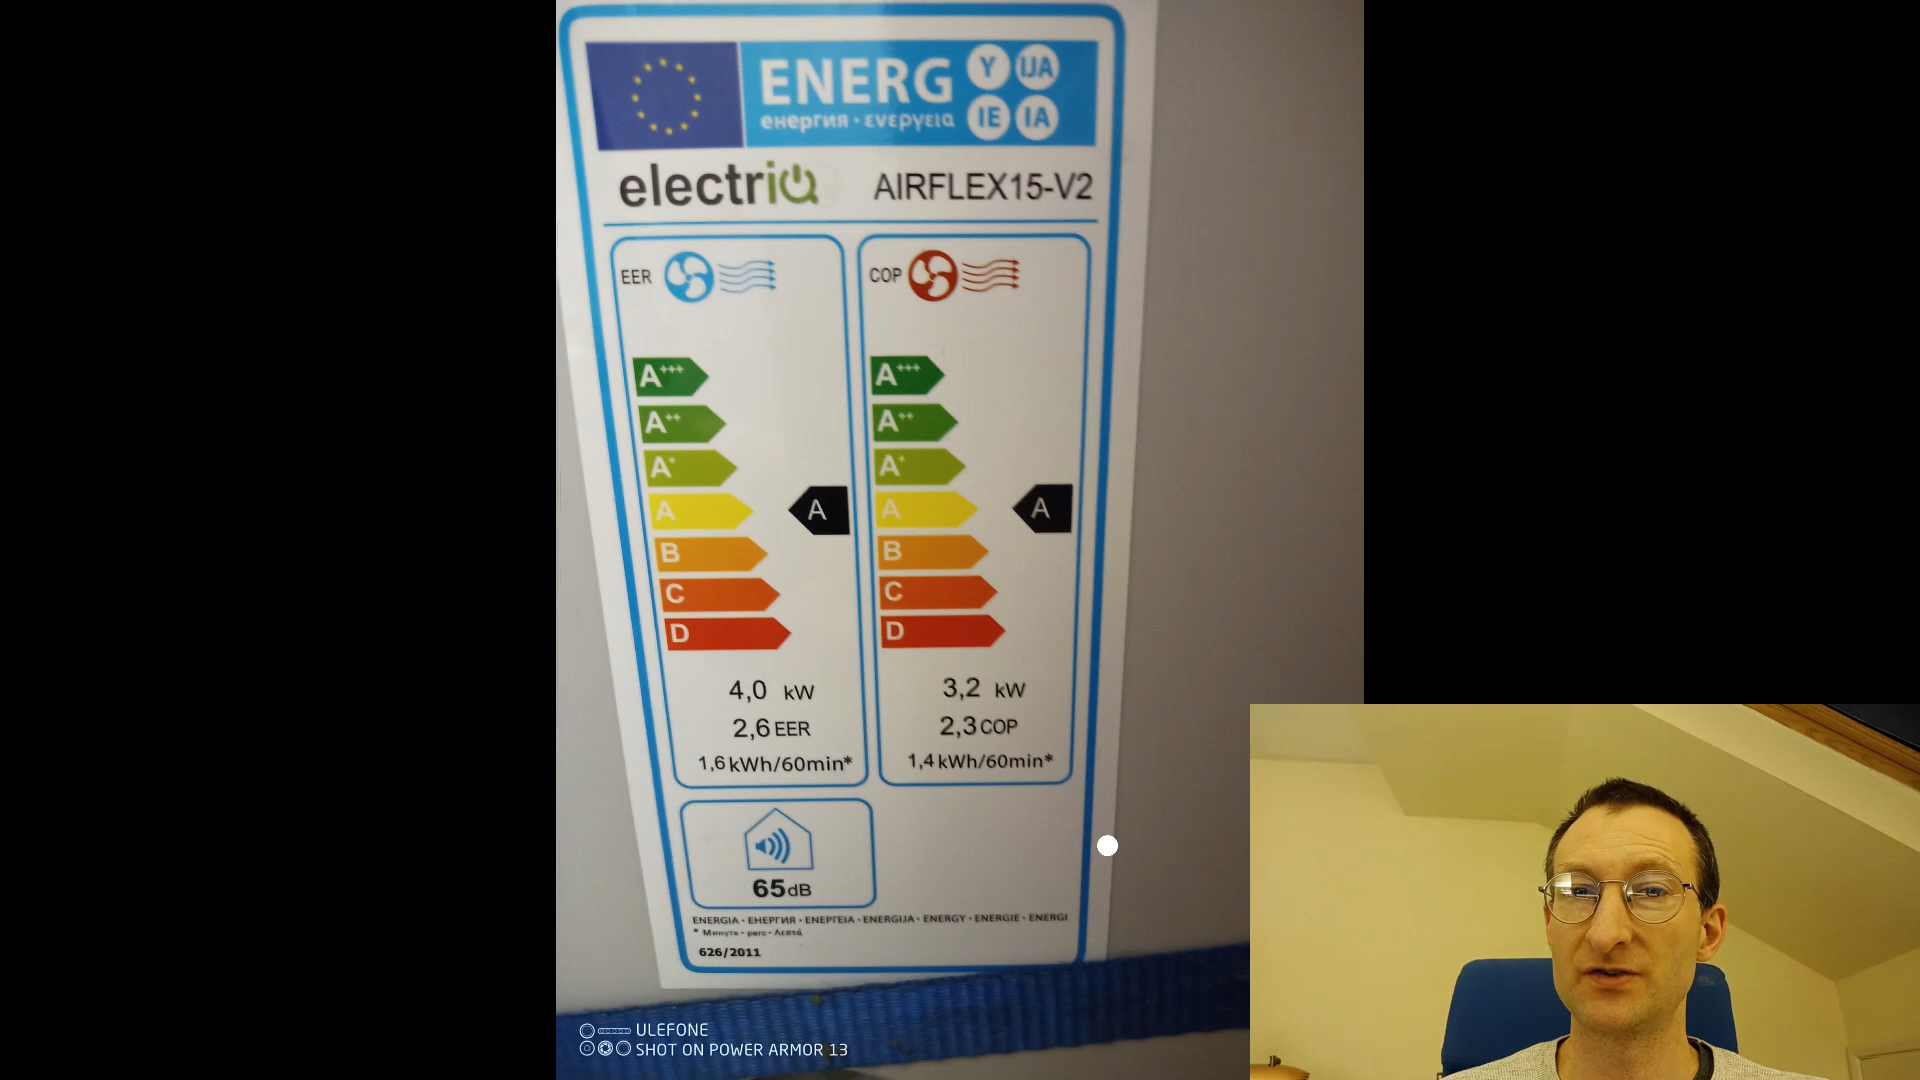 ENERG Y IJA
енергия · ενεργεια IE IA
electriQ AIRFLEX15-V2
EER
COP
A+++
A++
A+
A
B
C
D
A
4,0 kW
2,6 EER
1,6 kWh/60min*
A+++
A++
A+
A
B
C
D
A
3,2 kW
2,3 COP
1,4 kWh/60min*
65dB
ENERGIA · ЕНЕРГИЯ · ΕΝΕΡΓΕΙΑ · ENERGIJA · ENERGY · ENERGIE · ENERGI
626/2011
ULEFONE
SHOT ON POWER ARMOR 13